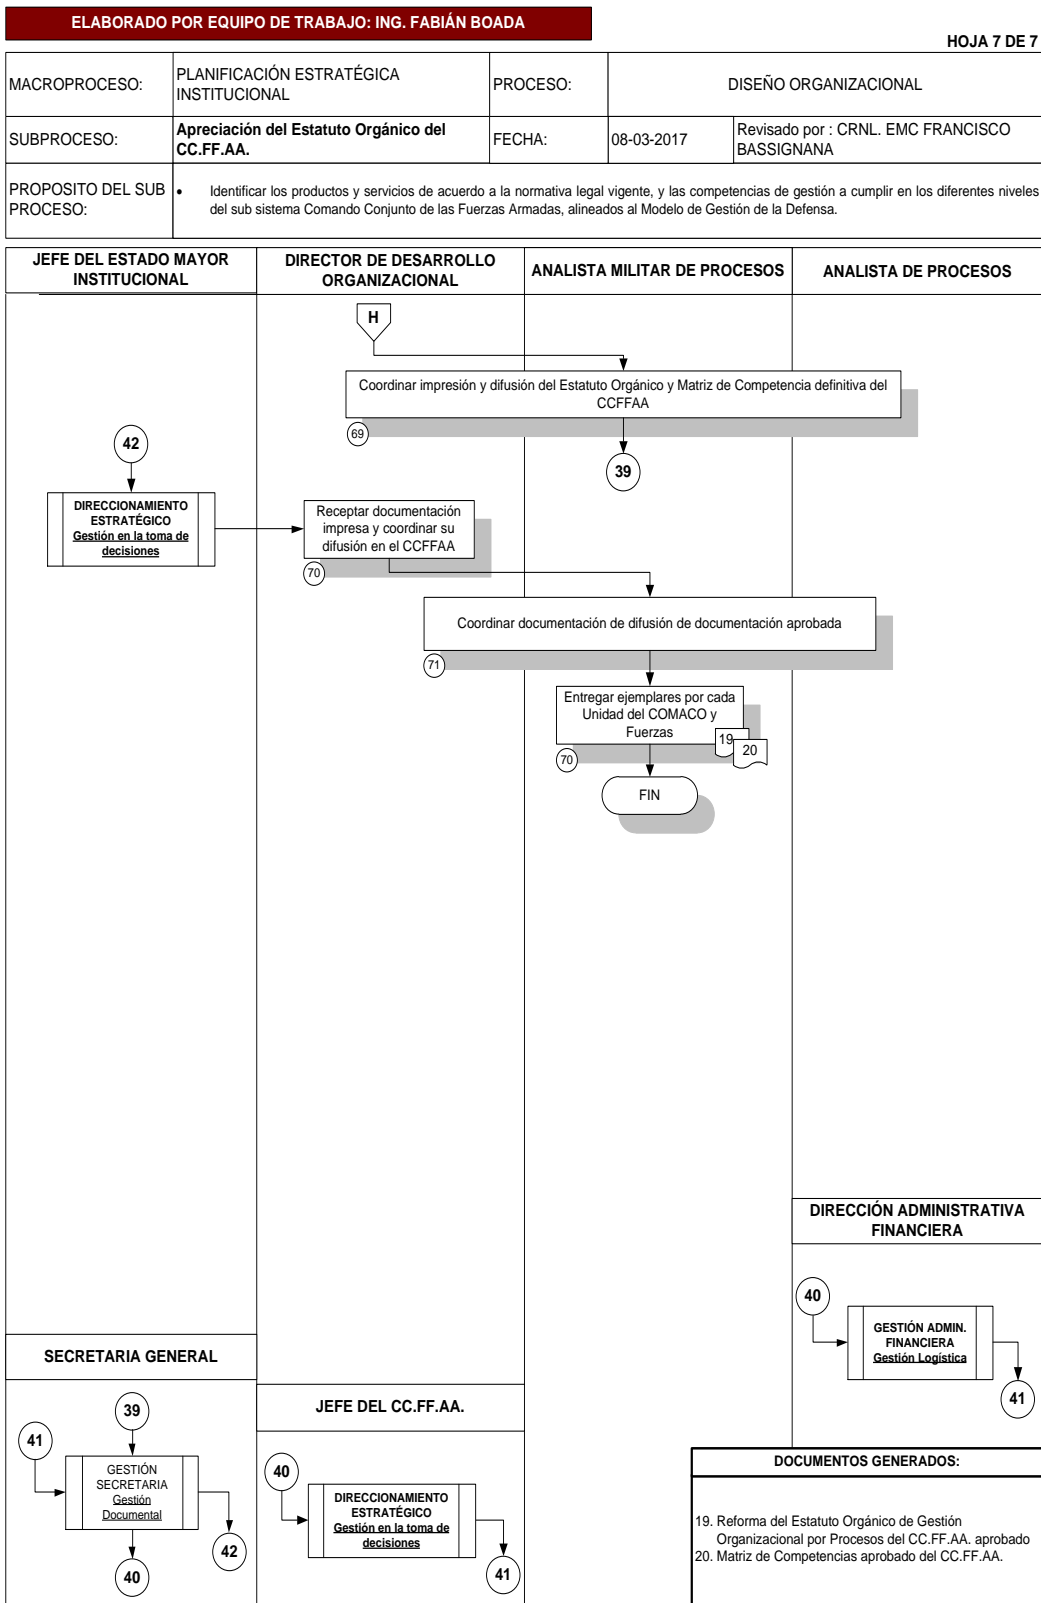 ELABORADO POR EQUIPO DE TRABAJO: ING. FABIÁN BOADA
HOJA 7 DE 7
MACROPROCESO:
PLANIFICACIÓN ESTRATÉGICA
INSTITUCIONAL
PROCESO:
DISEÑO ORGANIZACIONAL
SUBPROCESO:
Apreciación del Estatuto Orgánico del
CC.FF.AA.
FECHA:
08-03-2017
Revisado por : CRNL. EMC FRANCISCO
BASSIGNANA
PROPOSITO DEL SUB
PROCESO:
• Identificar los productos y servicios de acuerdo a la normativa legal vigente, y las competencias de gestión a cumplir en los diferentes niveles
del sub sistema Comando Conjunto de las Fuerzas Armadas, alineados al Modelo de Gestión de la Defensa.
JEFE DEL ESTADO MAYOR
INSTITUCIONAL
DIRECTOR DE DESARROLLO
ORGANIZACIONAL
ANALISTA MILITAR DE PROCESOS
ANALISTA DE PROCESOS
H
Coordinar impresión y difusión del Estatuto Orgánico y Matriz de Competencia definitiva del
CCFFAA
69
39
42
DIRECCIONAMIENTO
ESTRATÉGICO
Gestión en la toma de
decisiones
Receptar documentación
impresa y coordinar su
difusión en el CCFFAA
70
Coordinar documentación de difusión de documentación aprobada
71
Entregar ejemplares por cada
Unidad del COMACO y
Fuerzas
19
20
70
FIN
DIRECCIÓN ADMINISTRATIVA
FINANCIERA
40
GESTIÓN ADMIN.
FINANCIERA
Gestión Logística
41
SECRETARIA GENERAL
39
41
GESTIÓN
SECRETARIA
Gestión
Documental
42
40
JEFE DEL CC.FF.AA.
40
DIRECCIONAMIENTO
ESTRATÉGICO
Gestión en la toma de
decisiones
41
DOCUMENTOS GENERADOS:
19. Reforma del Estatuto Orgánico de Gestión
Organizacional por Procesos del CC.FF.AA. aprobado
20. Matriz de Competencias aprobado del CC.FF.AA.